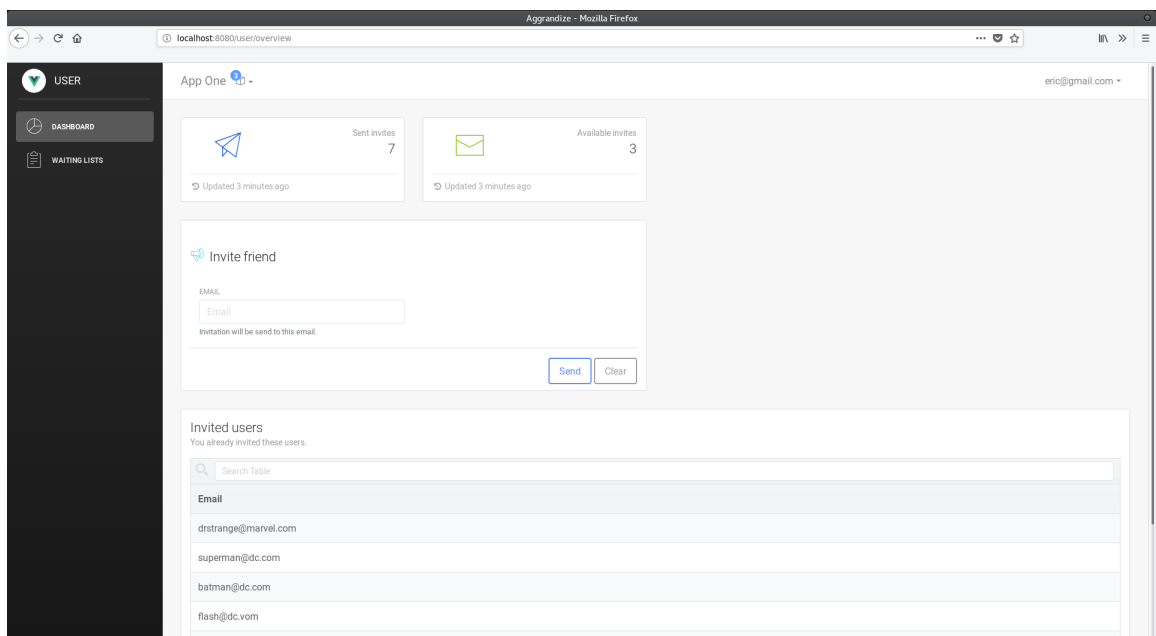 Aggrandize - Mozilla Firefox
localhost:8080/user/overview
USER
App One 3
eric@gmail.com
DASHBOARD
WAITING LISTS
Sent invites
7
Updated 3 minutes ago
Available invites
3
Updated 3 minutes ago
Invite friend
EMAIL
Email
Invitation will be send to this email.
Send
Clear
Invited users
You already invited these users.
Search Table
Email
drstrange@marvel.com
superman@dc.com
batman@dc.com
flash@dc.vom